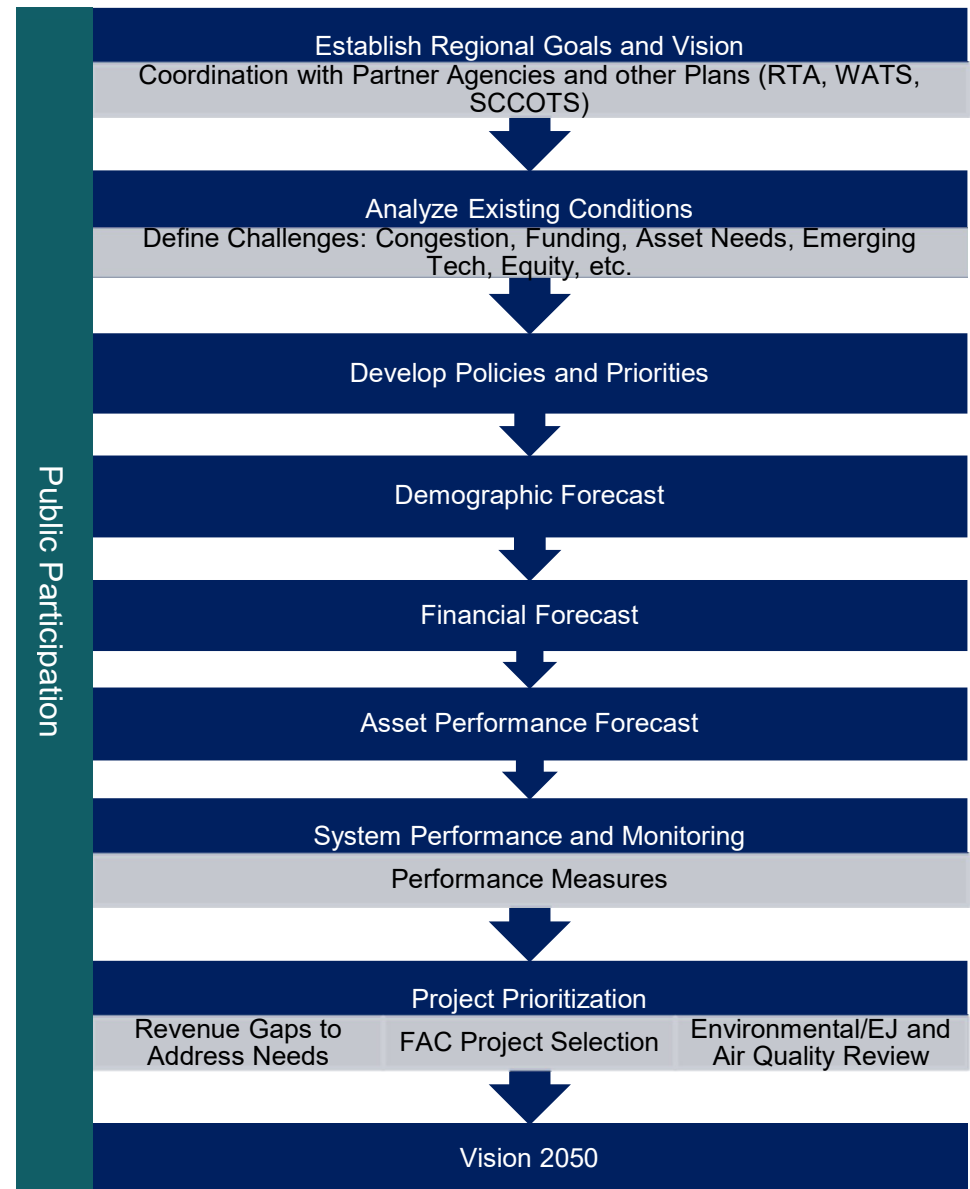 Public Participation
Establish Regional Goals and Vision
Coordination with Partner Agencies and other Plans (RTA, WATS,
SCCOTS)
Analyze Existing Conditions
Define Challenges: Congestion, Funding, Asset Needs, Emerging
Tech, Equity, etc.
Develop Policies and Priorities
Demographic Forecast
Financial Forecast
Asset Performance Forecast
System Performance and Monitoring
Performance Measures
Project Prioritization
Revenue Gaps to
Address Needs
FAC Project Selection
Environmental/EJ and
Air Quality Review
Vision 2050